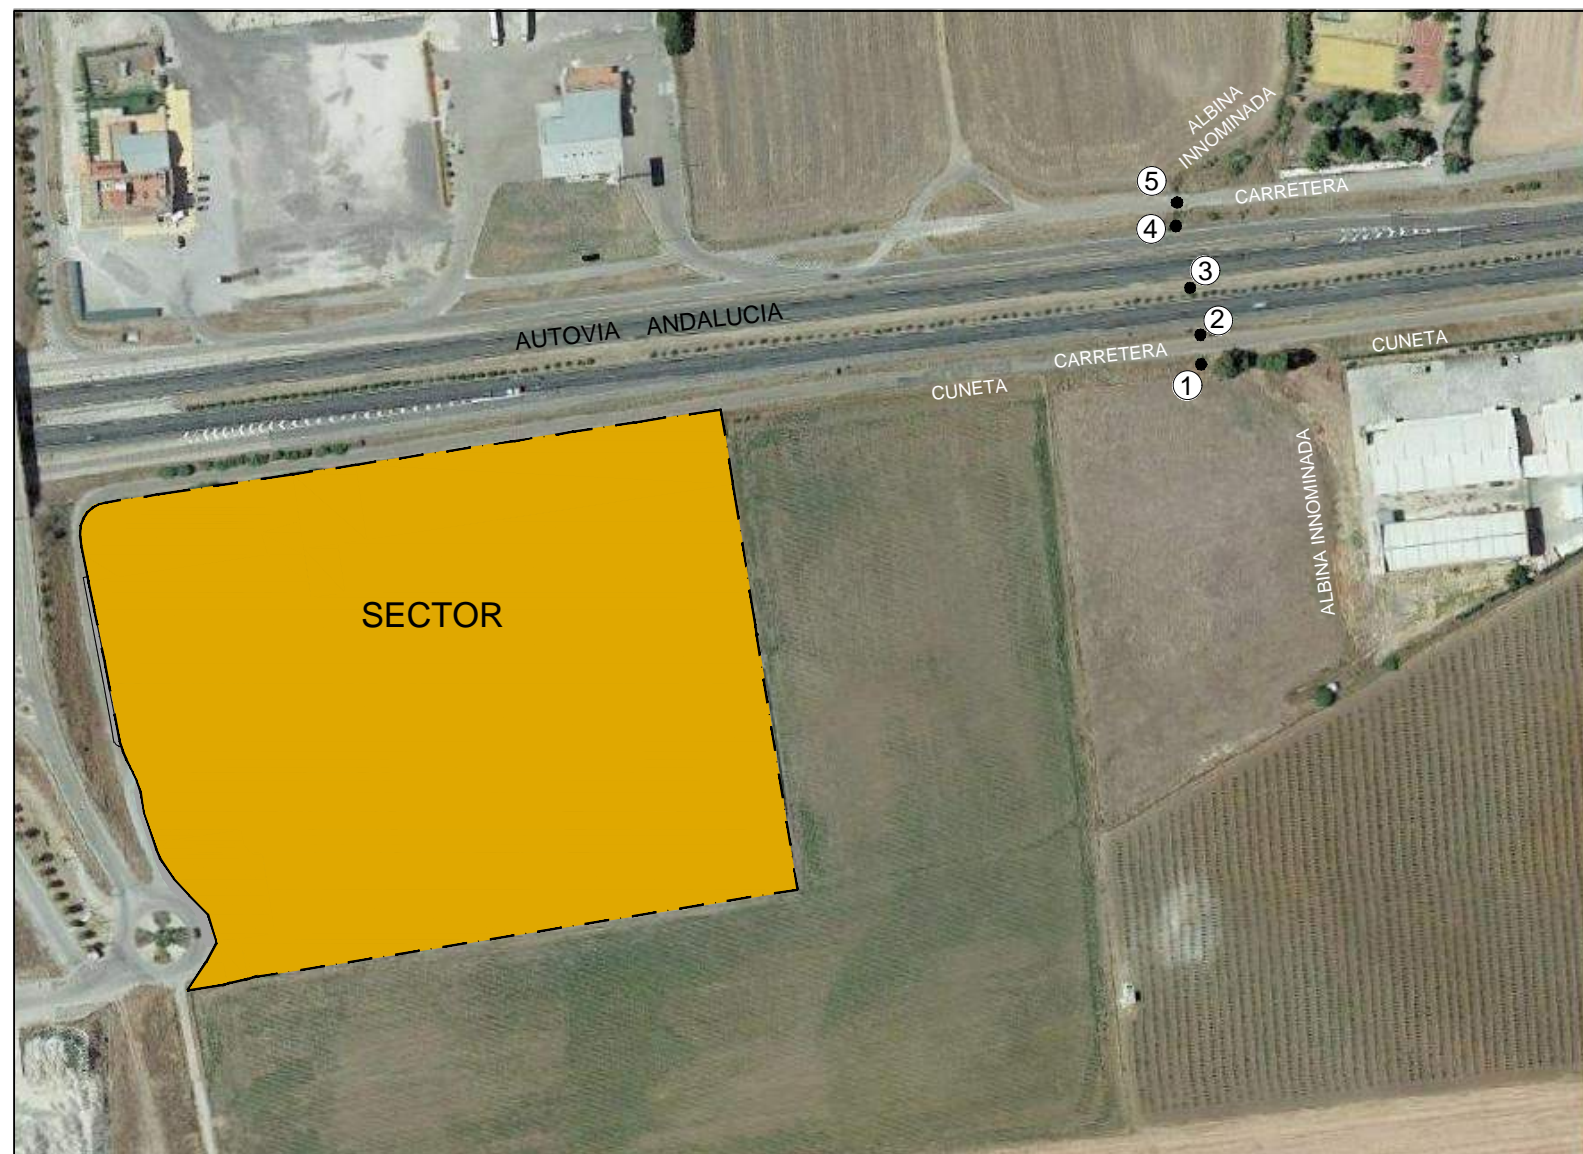 ALBINA
INNOMINADA
5
CARRETERA
4
3
AUTOVIA ANDALUCIA
2
CARRETERA
CUNETA
1
CUNETA
ALBINA INNOMINADA
SECTOR